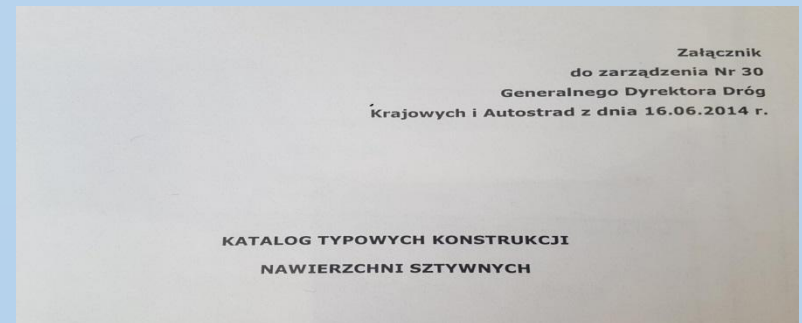 Załącznik
do zarządzenia Nr 30
Generalnego Dyrektora Dróg
Krajowych i Autostrad z dnia 16.06.2014 r.
KATALOG TYPOWYCH KONSTRUKCJI
NAWIERZCHNI SZTYWNYCH